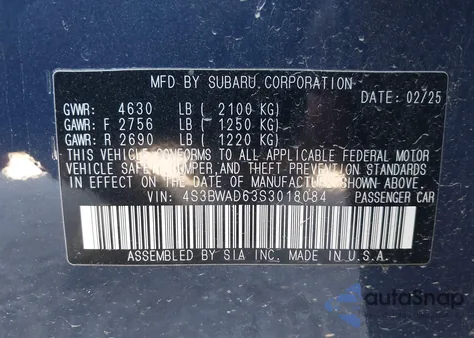 MFD BY SUBARU CORPORATION
DATE: 02/25
GVWR: 4630 LB ( 2100 KG)
GAWR: F 2756 LB ( 1250 KG)
GAWR: R 2690 LB ( 1220 KG)
THIS VEHICLE CONFORMS TO ALL APPLICABLE FEDERAL MOTOR
VEHICLE SAFETY, BUMPER, AND THEFT PREVENTION STANDARDS
IN EFFECT ON THE DATE OF MANUFACTURE SHOWN ABOVE.
VIN: 4S3BWAD63S3018084 PASSENGER CAR
ASSEMBLED BY SIA INC. MADE IN U.S.A.
autoSnap